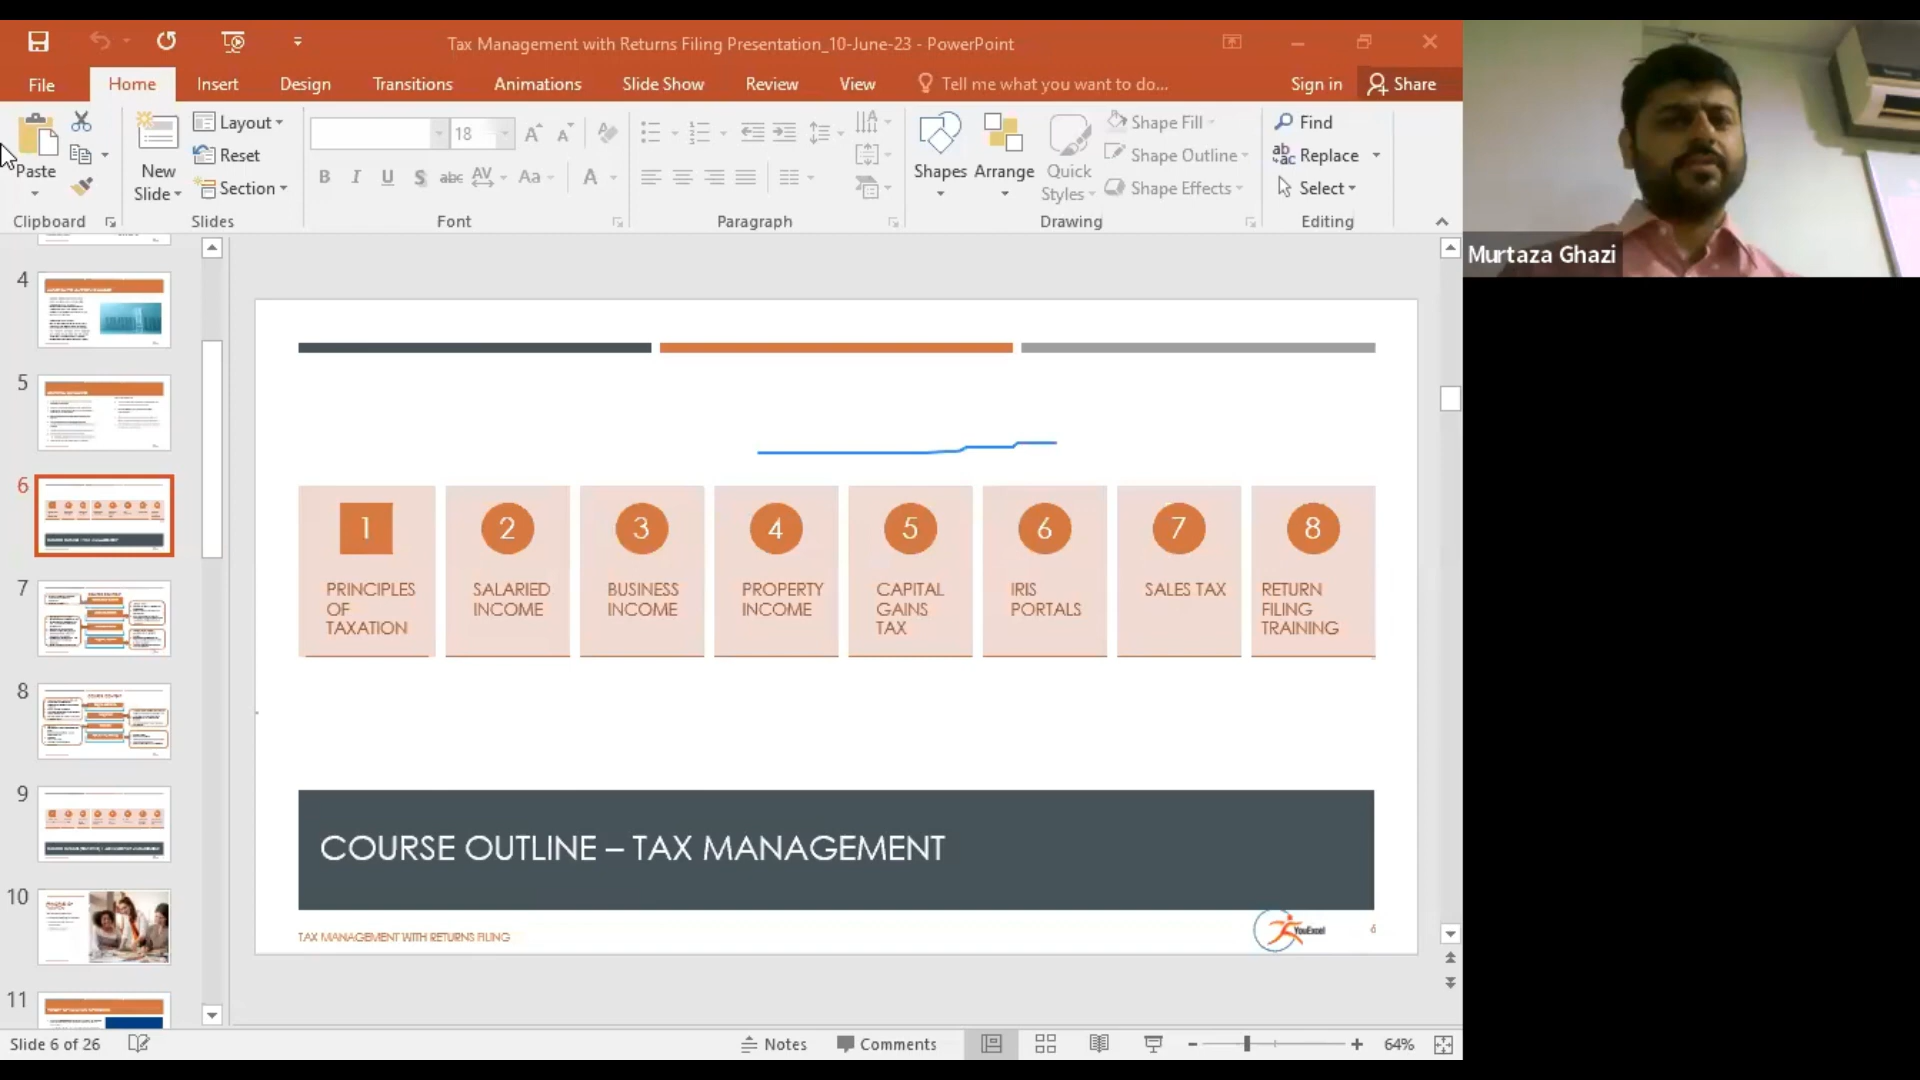 Tax Management with Returns Filing Presentation_10-June-23 - PowerPoint
File Home Insert Design Transitions Animations Slide Show Review View Tell me what you want to do... Sign in Share
Paste
Clipboard
New
Slide
Layout
Reset
Section
Slides
18
B I U S abc AV Aa A
Font
Paragraph
Shapes
Arrange
Quick
Styles
Shape Fill
Shape Outline
Shape Effects
Drawing
Find
Replace
Select
Editing
Murtaza Ghazi
4
5
6
7
8
9
10
11
1
PRINCIPLES
OF
TAXATION
2
SALARIED
INCOME
3
BUSINESS
INCOME
4
PROPERTY
INCOME
5
CAPITAL
GAINS
TAX
6
IRIS
PORTALS
7
SALES TAX
8
RETURN
FILING
TRAINING
COURSE OUTLINE – TAX MANAGEMENT
TAX MANAGEMENT WITH RETURNS FILING
YouExcel
6
Slide 6 of 26
Notes
Comments
64%